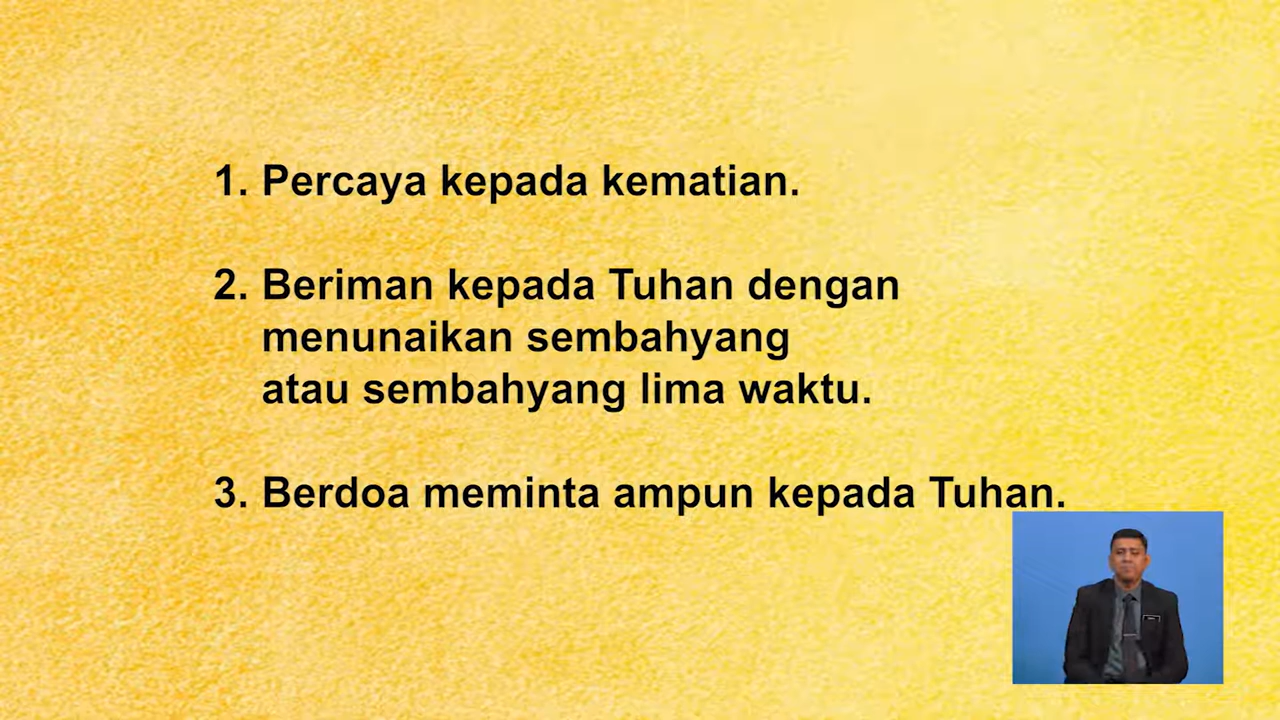 1. Percaya kepada kematian.
2. Beriman kepada Tuhan dengan
menunaikan sembahyang
atau sembahyang lima waktu.
3. Berdoa meminta ampun kepada Tuhan.